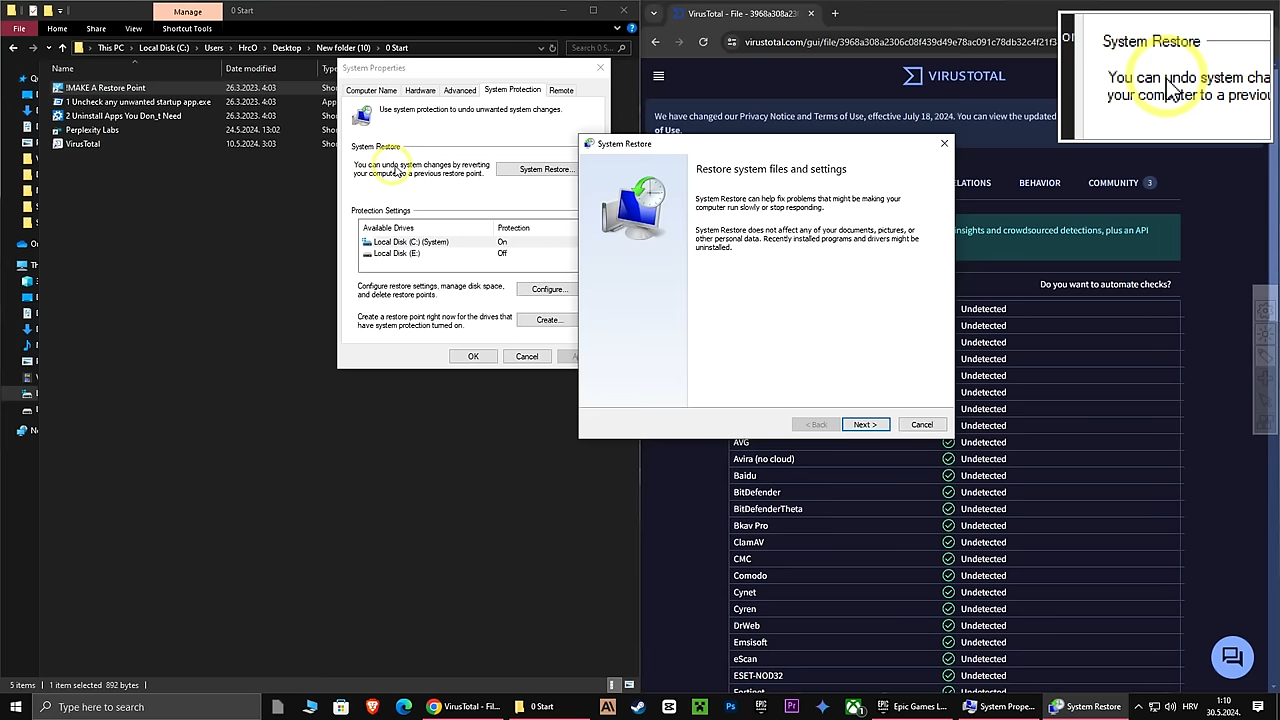 Manage
0 Start
File
Home
Share
View
Shortcut Tools
This PC
Local Disk (C:)
Users
HrcO
Desktop
New folder (10)
0 Start
Search 0 S...
Name
Date modified
!MAKE A Restore Point
26.3.2023. 4:03
1 Uncheck any unwanted startup app.exe
26.3.2023. 4:03
2 Uninstall Apps You Don_t Need
26.3.2023. 4:03
Perplexity Labs
24.5.2024. 13:02
VirusTotal
10.5.2024. 3:03
5 items
1 item selected 892 bytes
System Properties
Computer Name
Hardware
Advanced
System Protection
Remote
Use system protection to undo unwanted system changes.
System Restore
You can undo system changes by reverting
your computer to a previous restore point.
System Restore...
Protection Settings
Available Drives
Protection
Local Disk (C:) (System)
On
Local Disk (E:)
Off
Configure restore settings, manage disk space,
and delete restore points.
Configure...
Create a restore point right now for the drives that
have system protection turned on.
Create...
OK
Cancel
System Restore
Restore system files and settings
System Restore can help fix problems that might be making your
computer run slowly or stop responding.
System Restore does not affect any of your documents, pictures, or
other personal data. Recently installed programs and drivers might be
uninstalled.
< Back
Next >
Cancel
VirusTotal - File - 3968a308a23
virustotal.com/gui/file/3968a308a2306c08f439d49e78ac091c78db32c4f21f3
VIRUSTOTAL
We have changed our Privacy Notice and Terms of Use, effective July 18, 2024. You can view the updated
of Use.
ELATIONS
BEHAVIOR
COMMUNITY
3
insights and crowdsourced detections, plus an API
Do you want to automate checks?
Undetected
Undetected
Undetected
Undetected
Undetected
Undetected
Undetected
Undetected
AVG
Undetected
Avira (no cloud)
Undetected
Baidu
Undetected
BitDefender
Undetected
BitDefenderTheta
Undetected
Bkav Pro
Undetected
ClamAV
Undetected
CMC
Undetected
Comodo
Undetected
Cynet
Undetected
Cyren
Undetected
DrWeb
Undetected
Emsisoft
Undetected
eScan
Undetected
ESET-NOD32
Undetected
Fortinet
Undetected
System Restore
You can undo system cha
your computer to a previou
Type here to search
VirusTotal - Fil...
0 Start
Epic Games L...
System Prope...
System Restore
HRV
1:10
30.5.2024.